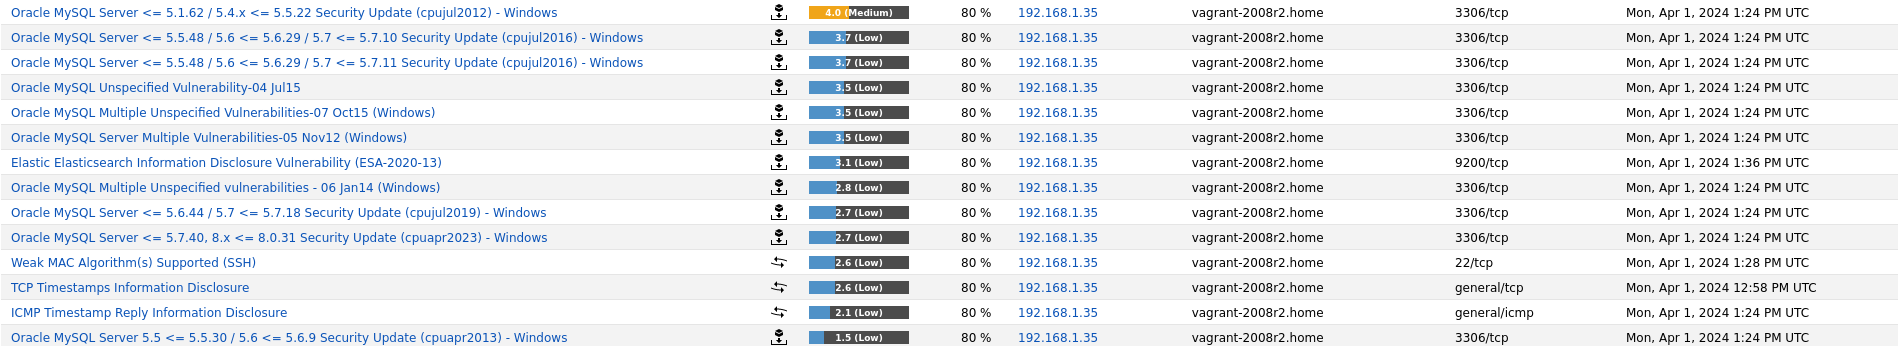 Oracle MySQL Server <= 5.1.62 / 5.4.x <= 5.5.22 Security Update (cpujul2012) - Windows 4.0 (Medium) 80 % 192.168.1.35 vagrant-2008r2.home 3306/tcp Mon, Apr 1, 2024 1:24 PM UTC
Oracle MySQL Server <= 5.5.48 / 5.6 <= 5.6.29 / 5.7 <= 5.7.10 Security Update (cpujul2016) - Windows 3.7 (Low) 80 % 192.168.1.35 vagrant-2008r2.home 3306/tcp Mon, Apr 1, 2024 1:24 PM UTC
Oracle MySQL Server <= 5.5.48 / 5.6 <= 5.6.29 / 5.7 <= 5.7.11 Security Update (cpujul2016) - Windows 3.7 (Low) 80 % 192.168.1.35 vagrant-2008r2.home 3306/tcp Mon, Apr 1, 2024 1:24 PM UTC
Oracle MySQL Unspecified Vulnerability-04 Jul15 3.5 (Low) 80 % 192.168.1.35 vagrant-2008r2.home 3306/tcp Mon, Apr 1, 2024 1:24 PM UTC
Oracle MySQL Multiple Unspecified Vulnerabilities-07 Oct15 (Windows) 3.5 (Low) 80 % 192.168.1.35 vagrant-2008r2.home 3306/tcp Mon, Apr 1, 2024 1:24 PM UTC
Oracle MySQL Server Multiple Vulnerabilities-05 Nov12 (Windows) 3.5 (Low) 80 % 192.168.1.35 vagrant-2008r2.home 3306/tcp Mon, Apr 1, 2024 1:24 PM UTC
Elastic Elasticsearch Information Disclosure Vulnerability (ESA-2020-13) 3.1 (Low) 80 % 192.168.1.35 vagrant-2008r2.home 9200/tcp Mon, Apr 1, 2024 1:36 PM UTC
Oracle MySQL Multiple Unspecified vulnerabilities - 06 Jan14 (Windows) 2.8 (Low) 80 % 192.168.1.35 vagrant-2008r2.home 3306/tcp Mon, Apr 1, 2024 1:24 PM UTC
Oracle MySQL Server <= 5.6.44 / 5.7 <= 5.7.18 Security Update (cpujul2019) - Windows 2.7 (Low) 80 % 192.168.1.35 vagrant-2008r2.home 3306/tcp Mon, Apr 1, 2024 1:24 PM UTC
Oracle MySQL Server <= 5.7.40, 8.x <= 8.0.31 Security Update (cpuapr2023) - Windows 2.7 (Low) 80 % 192.168.1.35 vagrant-2008r2.home 3306/tcp Mon, Apr 1, 2024 1:24 PM UTC
Weak MAC Algorithm(s) Supported (SSH) 2.6 (Low) 80 % 192.168.1.35 vagrant-2008r2.home 22/tcp Mon, Apr 1, 2024 1:28 PM UTC
TCP Timestamps Information Disclosure 2.6 (Low) 80 % 192.168.1.35 vagrant-2008r2.home general/tcp Mon, Apr 1, 2024 12:58 PM UTC
ICMP Timestamp Reply Information Disclosure 2.1 (Low) 80 % 192.168.1.35 vagrant-2008r2.home general/icmp Mon, Apr 1, 2024 1:24 PM UTC
Oracle MySQL Server 5.5 <= 5.5.30 / 5.6 <= 5.6.9 Security Update (cpuapr2013) - Windows 1.5 (Low) 80 % 192.168.1.35 vagrant-2008r2.home 3306/tcp Mon, Apr 1, 2024 1:24 PM UTC